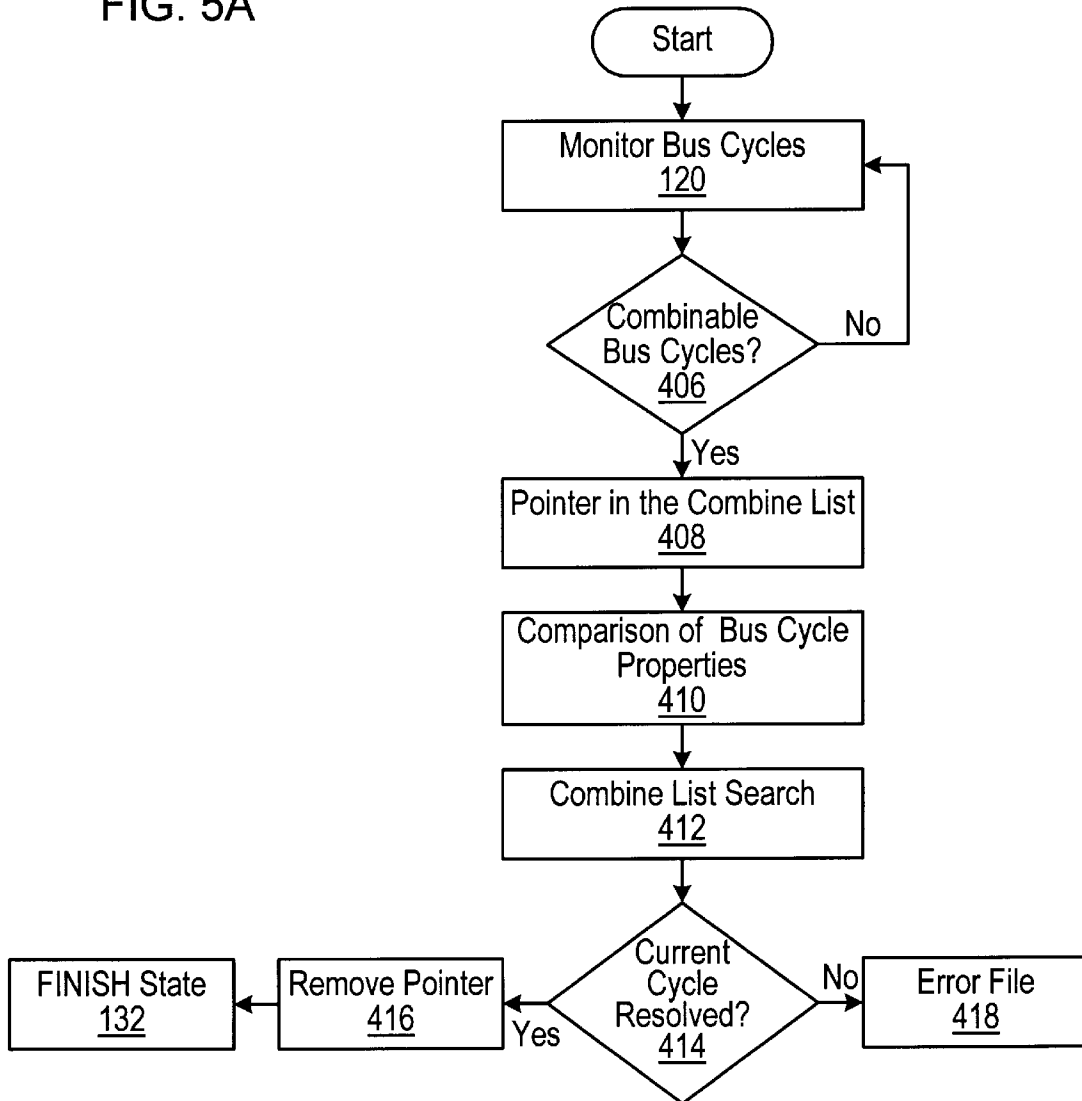 FIG. 5A
Start
Monitor Bus Cycles
120
Combinable
Bus Cycles?
406
No
Yes
Pointer in the Combine List
408
Comparison of Bus Cycle
Properties
410
Combine List Search
412
Current
Cycle
Resolved?
414
Yes
No
Remove Pointer
416
FINISH State
132
Error File
418